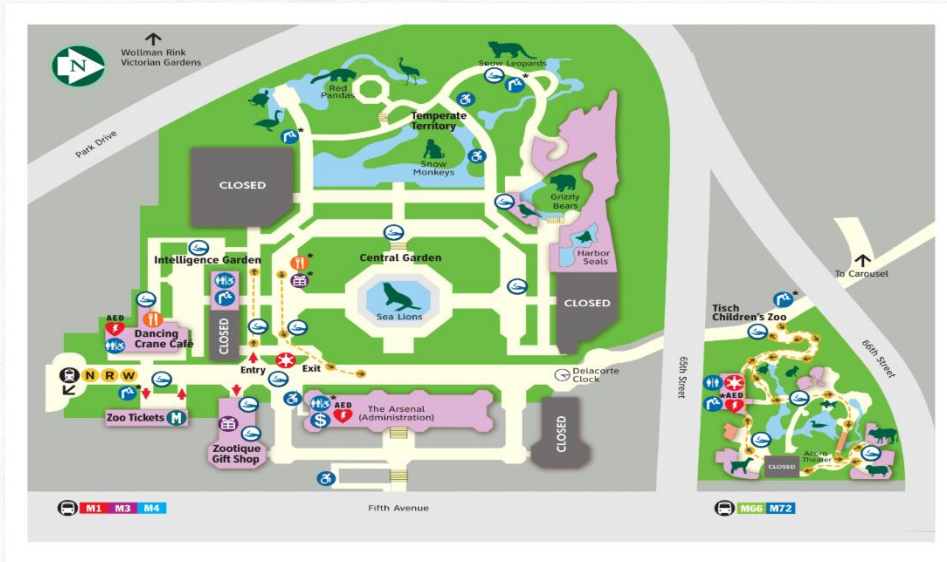 Wollman Rink
Victorian Gardens
N
Park Drive
Red
Pandas
Snow Leopards
*
Temperate
Territory
Snow
Monkeys
*
CLOSED
Grizzly
Bears
Harbor
Seals
Intelligence Garden
Central Garden
*
*
Sea Lions
CLOSED
CLOSED
AED
Dancing
Crane Café
N R W
Entry
Exit
Delacorte
Clock
*
Zoo Tickets M
Zootique
Gift Shop
*
AED
$
The Arsenal
(Administration)
CLOSED
65th Street
66th Street
To Carousel
*
Tisch
Children's Zoo
*AED
Acorn
Theater
CLOSED
M1 M3 M4
Fifth Avenue
M66 M72